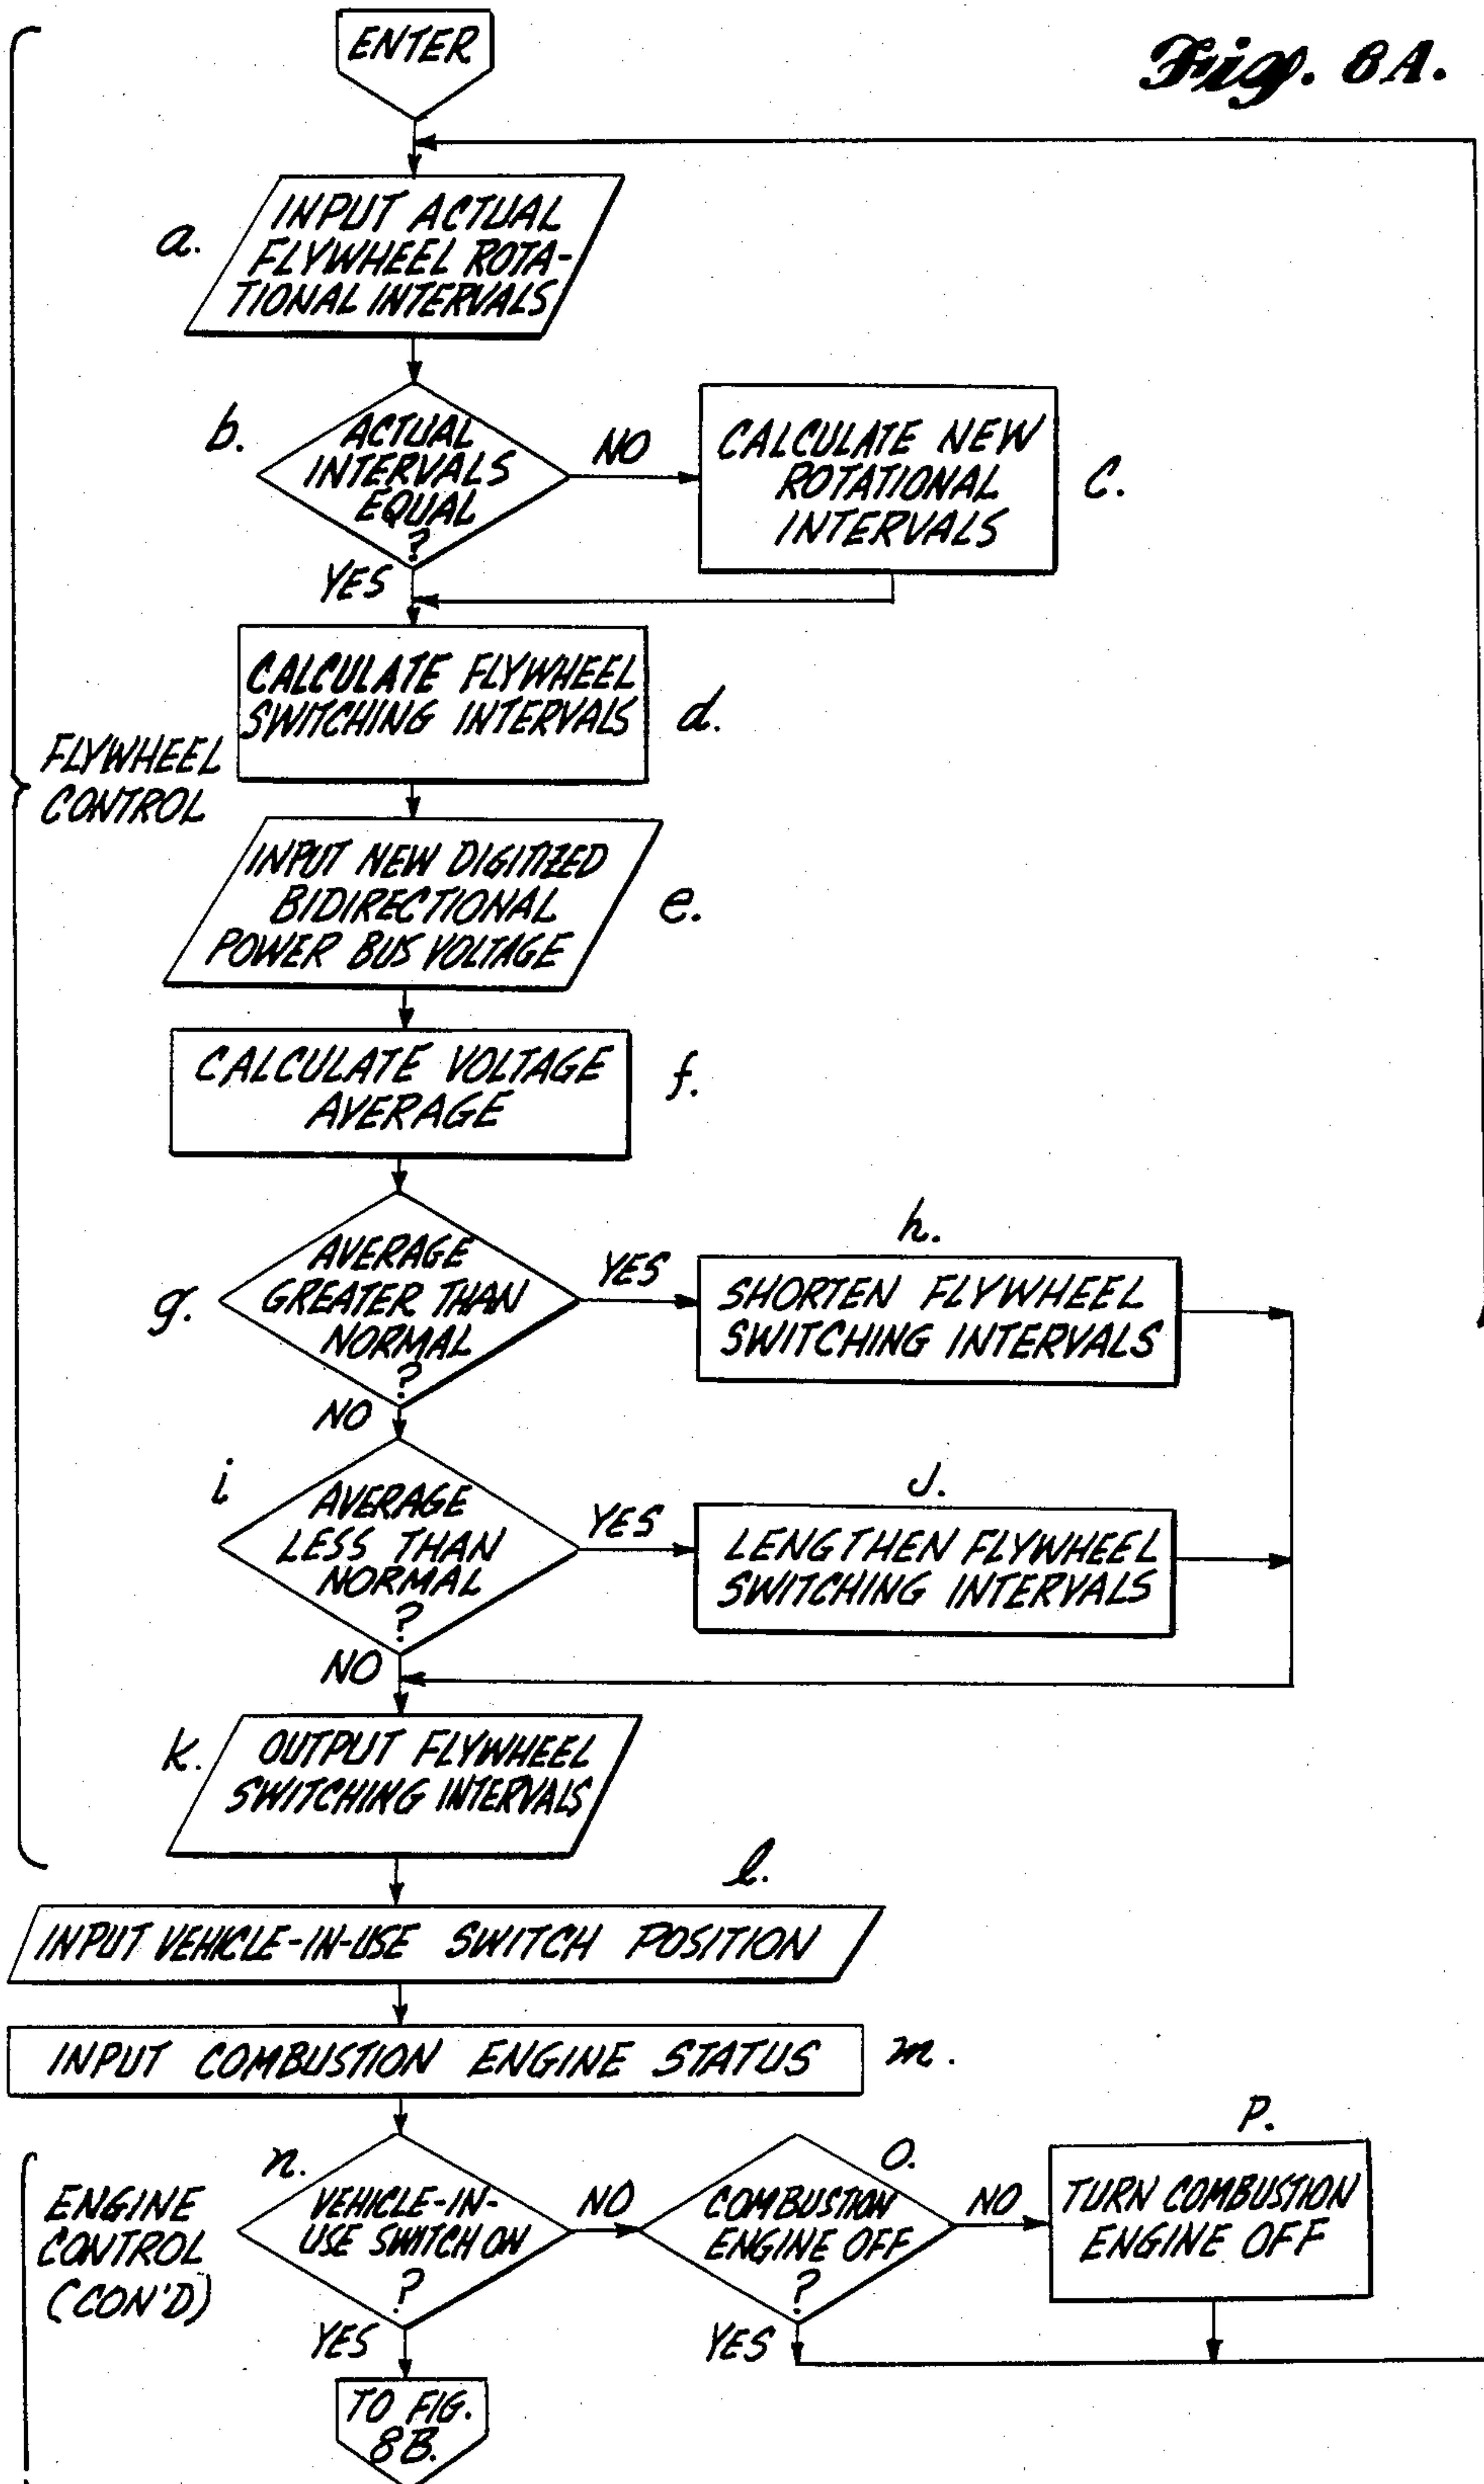 ENTER
Fig. 8A.
a.
INPUT ACTUAL
FLYWHEEL ROTA-
TIONAL INTERVALS
b.
ACTUAL
INTERVALS
EQUAL
?
NO
YES
CALCULATE NEW
ROTATIONAL
INTERVALS
c.
CALCULATE FLYWHEEL
SWITCHING INTERVALS
d.
FLYWHEEL
CONTROL
INPUT NEW DIGITIZED
BIDIRECTIONAL
POWER BUS VOLTAGE
e.
CALCULATE VOLTAGE
AVERAGE
f.
g.
AVERAGE
GREATER THAN
NORMAL
?
YES
NO
h.
SHORTEN FLYWHEEL
SWITCHING INTERVALS
i
AVERAGE
LESS THAN
NORMAL
?
YES
NO
J.
LENGTHEN FLYWHEEL
SWITCHING INTERVALS
k.
OUTPUT FLYWHEEL
SWITCHING INTERVALS
l.
INPUT VEHICLE-IN-USE SWITCH POSITION
INPUT COMBUSTION ENGINE STATUS
m.
ENGINE
CONTROL
(CON'D)
n.
VEHICLE-IN-
USE SWITCH ON
?
NO
YES
o.
COMBUSTION
ENGINE OFF
?
NO
YES
P.
TURN COMBUSTION
ENGINE OFF
TO FIG.
8B.